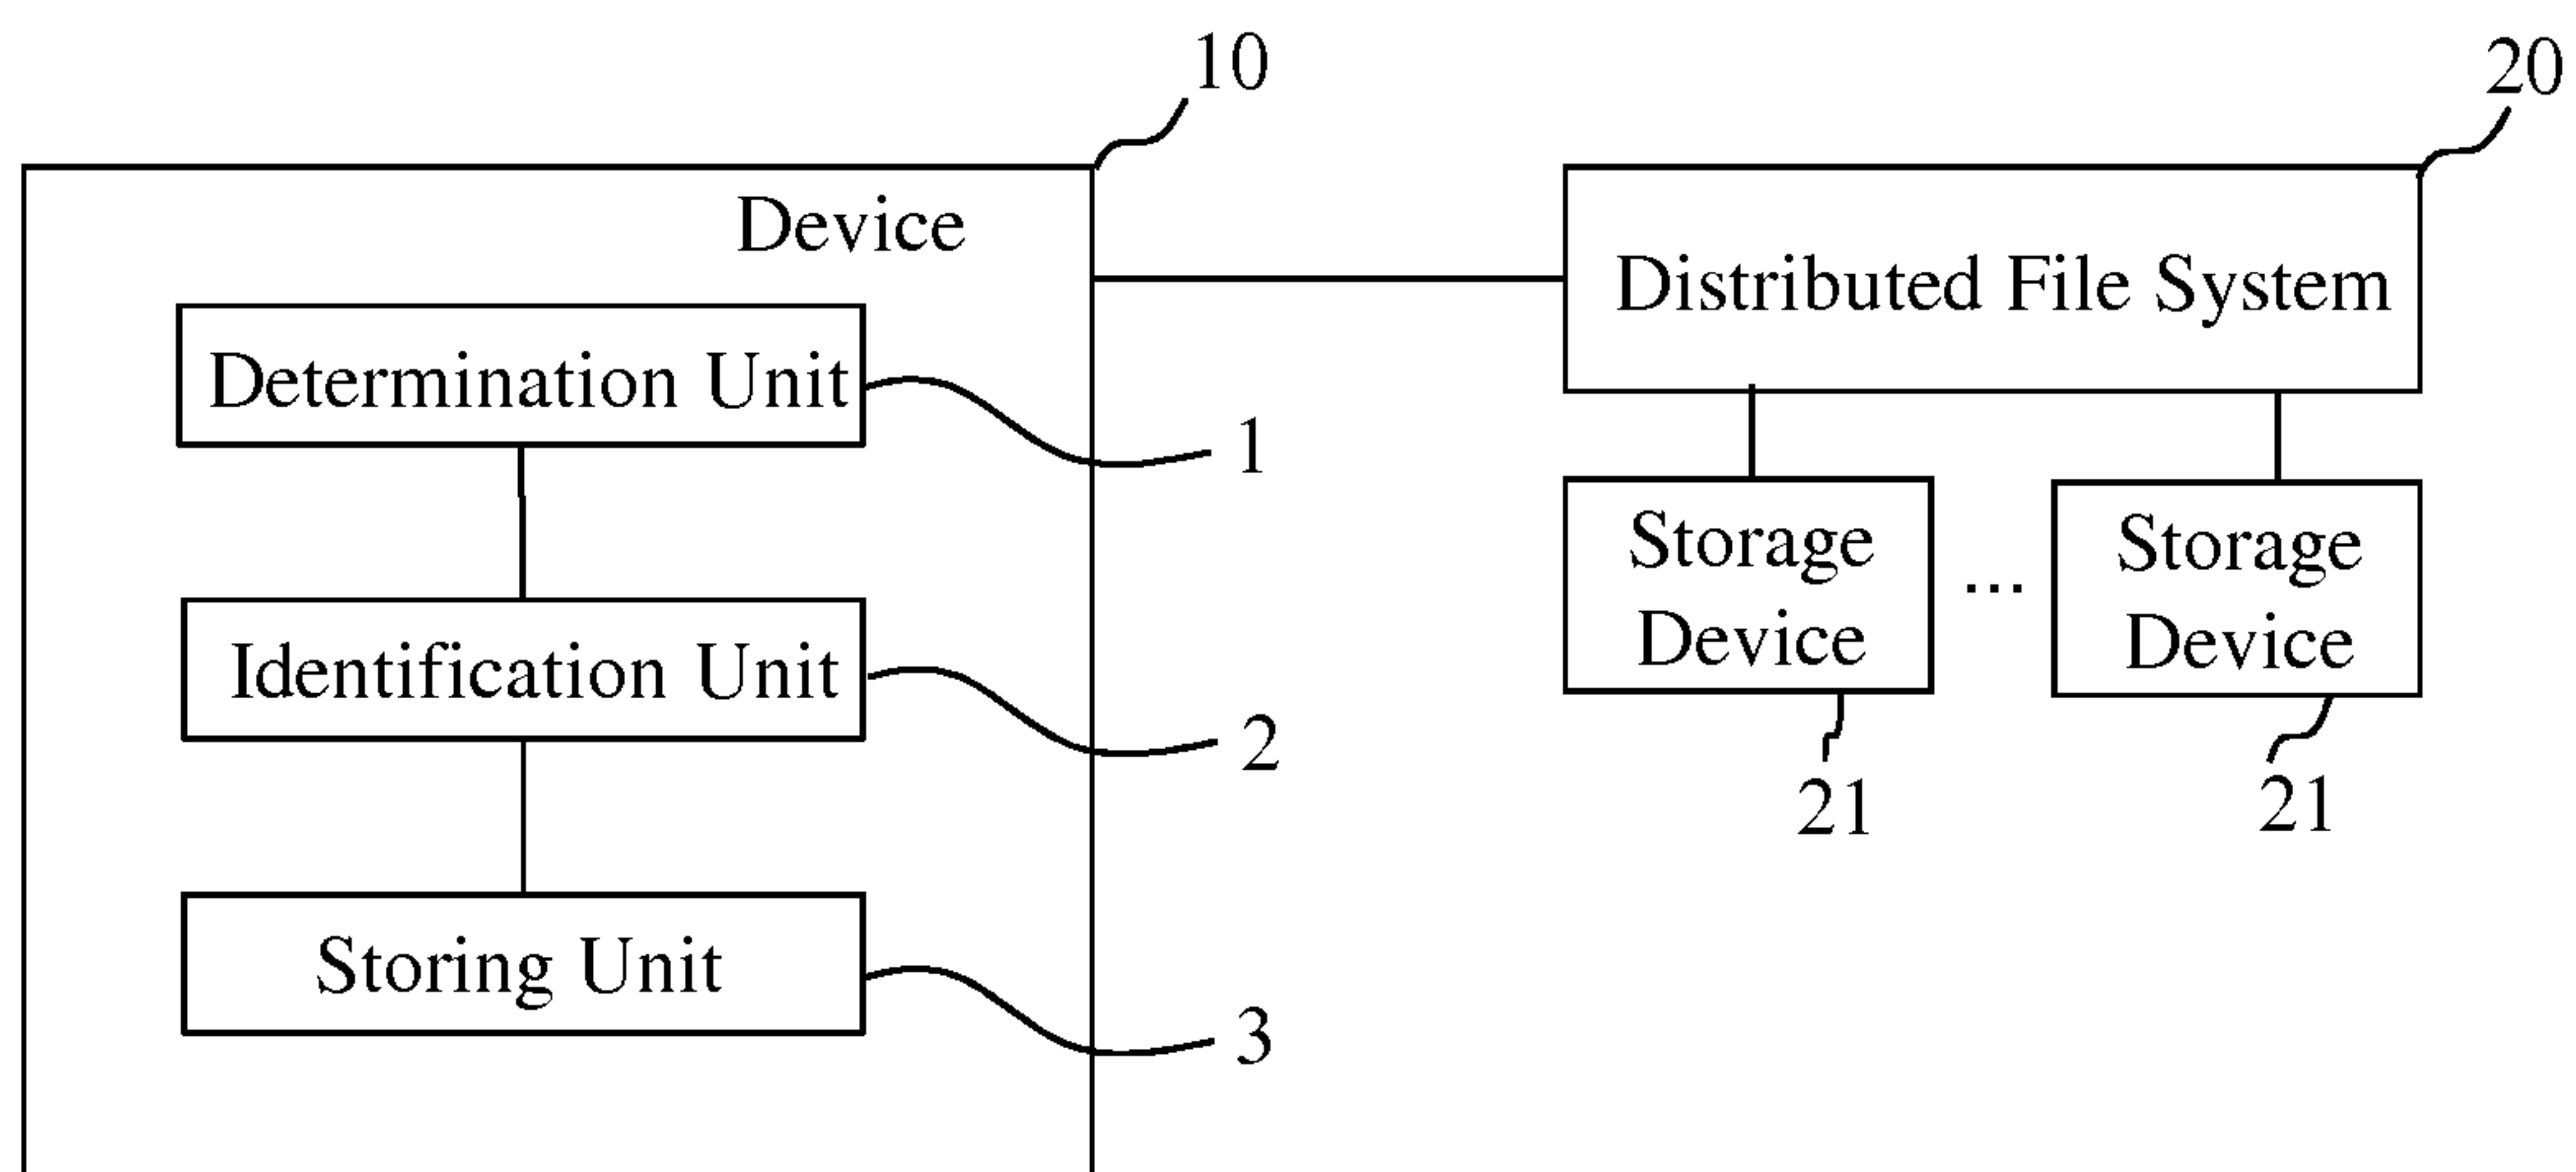 10
20
Device
Distributed File System
Determination Unit
1
Storage
Device
...
Storage
Device
Identification Unit
2
21
21
Storing Unit
3